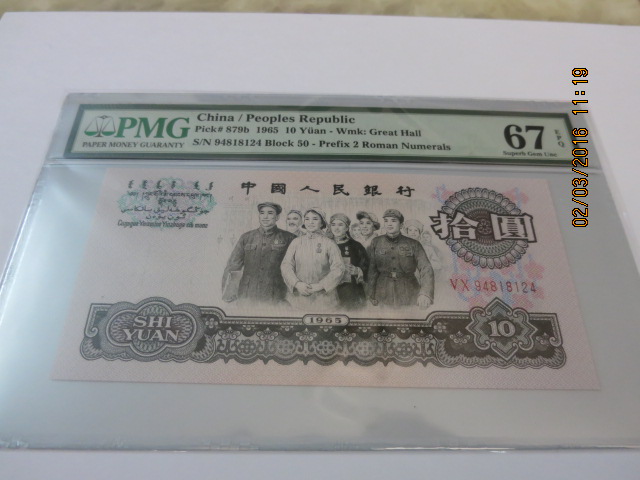 PMG
PAPER MONEY GUARANTY
China / Peoples Republic
Pick# 879b 1965 10 Yüan - Wmk: Great Hall
S/N 94818124 Block 50 - Prefix 2 Roman Numerals
67 EPQ
Superb Gem Unc
中國人民銀行
拾圓
VX 94818124
1965
SHI
YUAN
10
02/03/2016 11:19